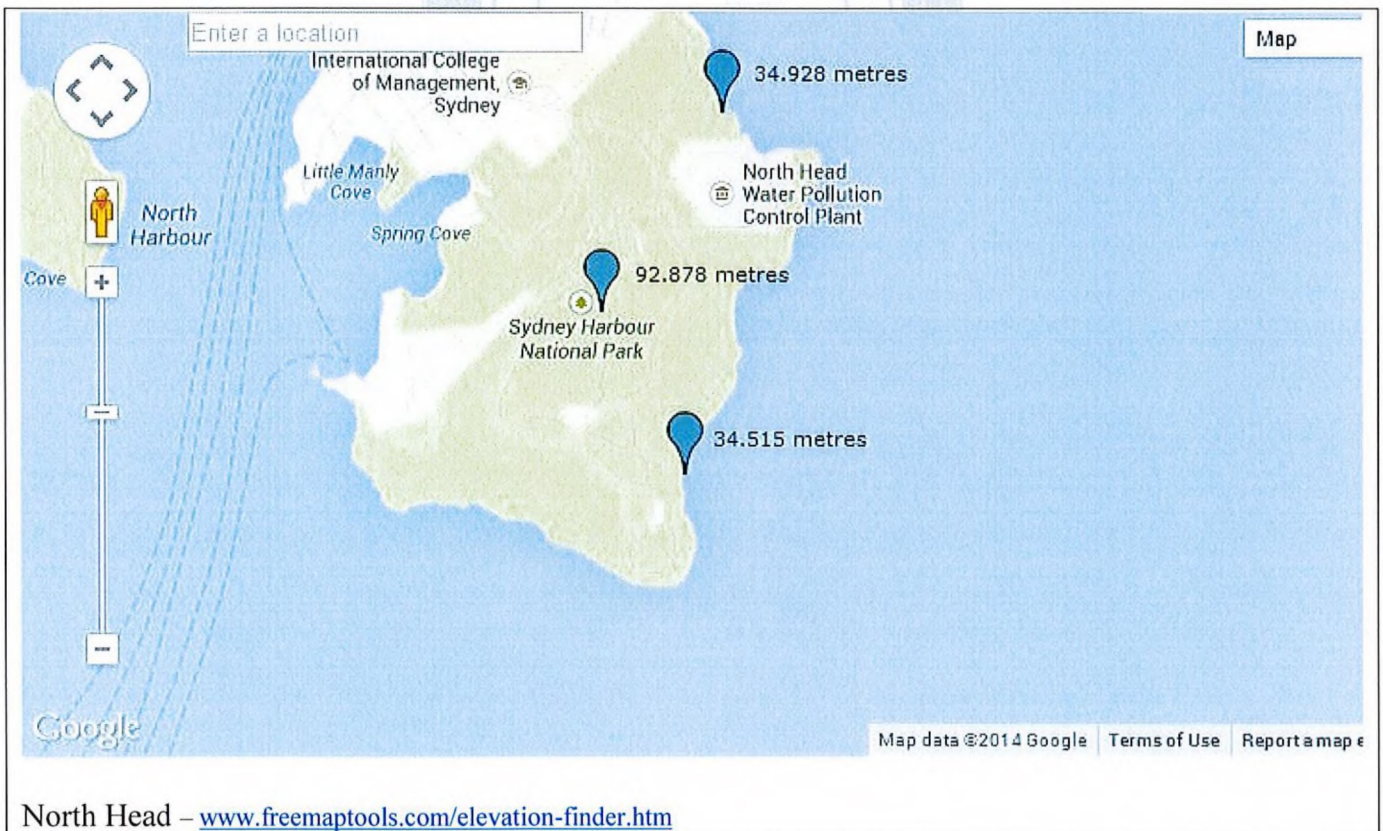 Enter a location
Map
International College
of Management,
Sydney
34.928 metres
Little Manly
Cove
North Head
Water Pollution
Control Plant
North
Harbour
Spring Cove
Cove
92.878 metres
Sydney Harbour
National Park
34.515 metres
Google
Map data ©2014 Google
Terms of Use
Report a map e
North Head – www.freemaptools.com/elevation-finder.htm